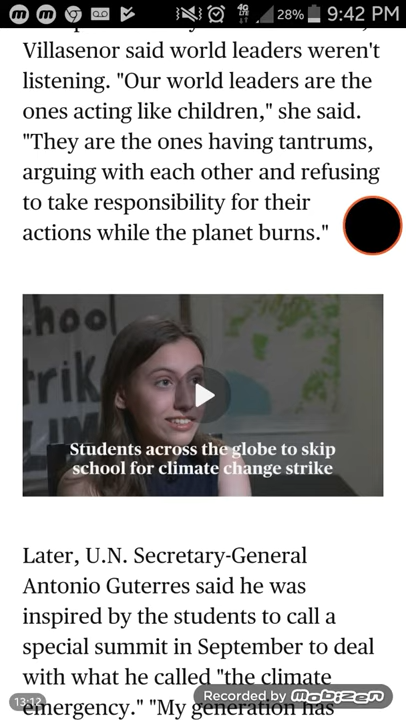 4G LTE 28% 9:42 PM
Villasenor said world leaders weren't
listening. "Our world leaders are the
ones acting like children," she said.
"They are the ones having tantrums,
arguing with each other and refusing
to take responsibility for their
actions while the planet burns."
Students across the globe to skip
school for climate change strike
Later, U.N. Secretary-General
Antonio Guterres said he was
inspired by the students to call a
special summit in September to deal
with what he called "the climate
emergency." "My generation has
13:12
Recorded by mobizen